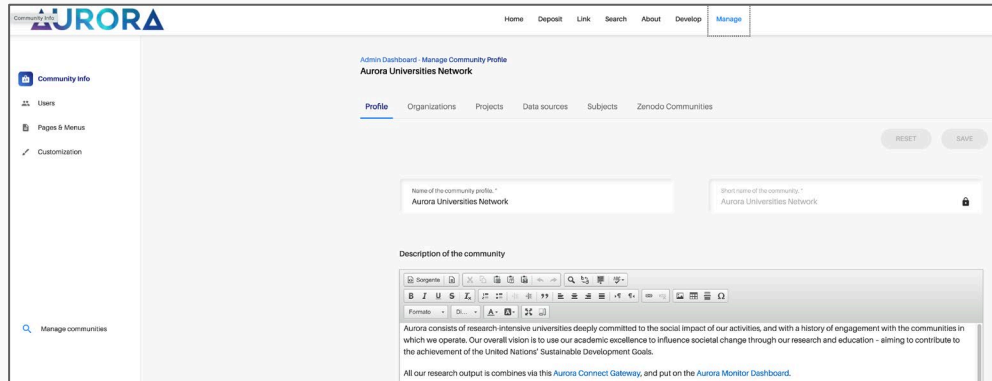 Community Info
AURORA
Home Deposit Link Search About Develop Manage
Community Info
Users
Pages & Menus
Customization
Manage communities
Admin Dashboard - Manage Community Profile
Aurora Universities Network
Profile Organizations Projects Data sources Subjects Zenodo Communities
RESET SAVE
Name of the community profile. *
Aurora Universities Network
Short name of the community. *
Aurora Universities Network
Description of the community
Sorgente
B I U S Ix
Formato Di... A A
Aurora consists of research-intensive universities deeply committed to the social impact of our activities, and with a history of engagement with the communities in
which we operate. Our overall vision is to use our academic excellence to influence societal change through our research and education – aiming to contribute to
the achievement of the United Nations' Sustainable Development Goals.
All our research output is combines via this Aurora Connect Gateway, and put on the Aurora Monitor Dashboard.